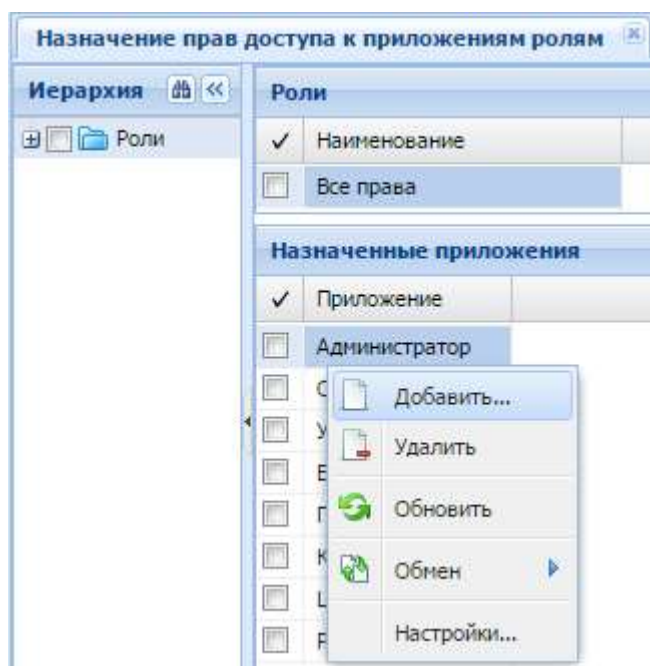 Назначение прав доступа к приложениям ролям
Иерархия
Роли
Роли
Наименование
Все права
Назначенные приложения
Приложение
Администратор
Добавить...
Удалить
Обновить
Обмен
Настройки...